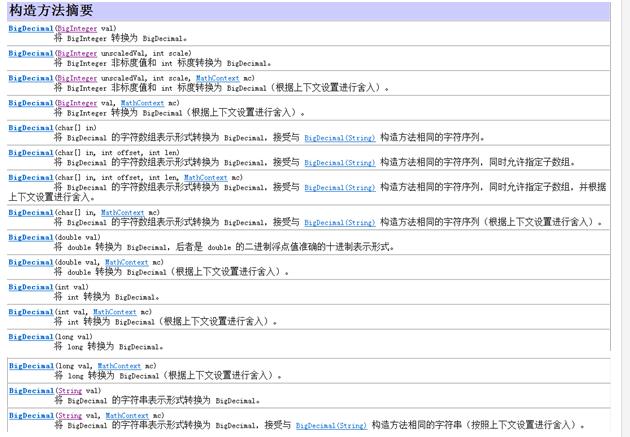 构造方法摘要
BigDecimal(BigInteger val)
将 BigInteger 转换为 BigDecimal。
BigDecimal(BigInteger unscaledVal, int scale)
将 BigInteger 非标度值和 int 标度转换为 BigDecimal。
BigDecimal(BigInteger unscaledVal, int scale, MathContext mc)
将 BigInteger 非标度值和 int 标度转换为 BigDecimal（根据上下文设置进行舍入）。
BigDecimal(BigInteger val, MathContext mc)
将 BigInteger 转换为 BigDecimal（根据上下文设置进行舍入）。
BigDecimal(char[] in)
将 BigDecimal 的字符数组表示形式转换为 BigDecimal，接受与 BigDecimal(String) 构造方法相同的字符序列。
BigDecimal(char[] in, int offset, int len)
将 BigDecimal 的字符数组表示形式转换为 BigDecimal，接受与 BigDecimal(String) 构造方法相同的字符序列，同时允许指定子数组。
BigDecimal(char[] in, int offset, int len, MathContext mc)
将 BigDecimal 的字符数组表示形式转换为 BigDecimal，接受与 BigDecimal(String) 构造方法相同的字符序列，同时允许指定子数组，并根据
上下文设置进行舍入。
BigDecimal(char[] in, MathContext mc)
将 BigDecimal 的字符数组表示形式转换为 BigDecimal，接受与 BigDecimal(String) 构造方法相同的字符序列（根据上下文设置进行舍入）。
BigDecimal(double val)
将 double 转换为 BigDecimal，后者是 double 的二进制浮点值准确的十进制表示形式。
BigDecimal(double val, MathContext mc)
将 double 转换为 BigDecimal（根据上下文设置进行舍入）。
BigDecimal(int val)
将 int 转换为 BigDecimal。
BigDecimal(int val, MathContext mc)
将 int 转换为 BigDecimal（根据上下文设置进行舍入）。
BigDecimal(long val)
将 long 转换为 BigDecimal。
BigDecimal(long val, MathContext mc)
将 long 转换为 BigDecimal（根据上下文设置进行舍入）。
BigDecimal(String val)
将 BigDecimal 的字符串表示形式转换为 BigDecimal。
BigDecimal(String val, MathContext mc)
将 BigDecimal 的字符串表示形式转换为 BigDecimal，接受与 BigDecimal(String) 构造方法相同的字符串（按照上下文设置进行舍入）。